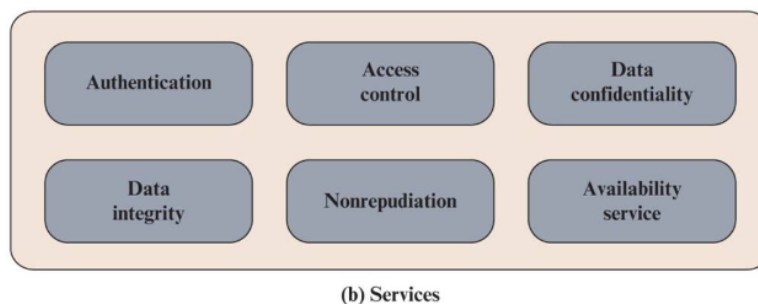 Authentication
Access
control
Data
confidentiality
Data
integrity
Nonrepudiation
Availability
service
(b) Services